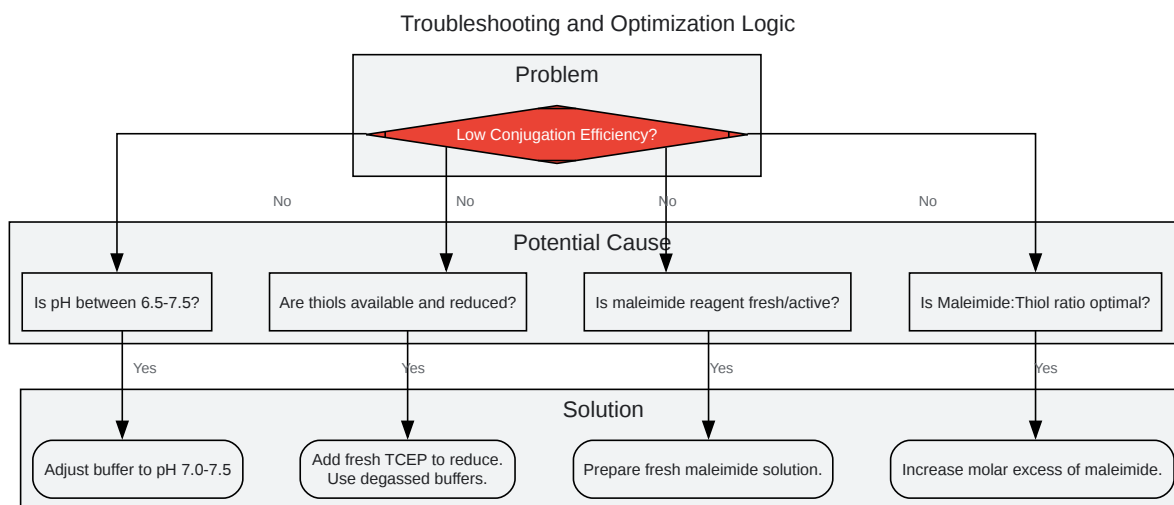 Troubleshooting and Optimization Logic
Problem
Low Conjugation Efficiency?
No
No
No
No
Potential Cause
Is pH between 6.5-7.5?
Are thiols available and reduced?
Is maleimide reagent fresh/active?
Is Maleimide:Thiol ratio optimal?
Yes
Yes
Yes
Yes
Solution
Adjust buffer to pH 7.0-7.5
Add fresh TCEP to reduce.
Use degassed buffers.
Prepare fresh maleimide solution.
Increase molar excess of maleimide.